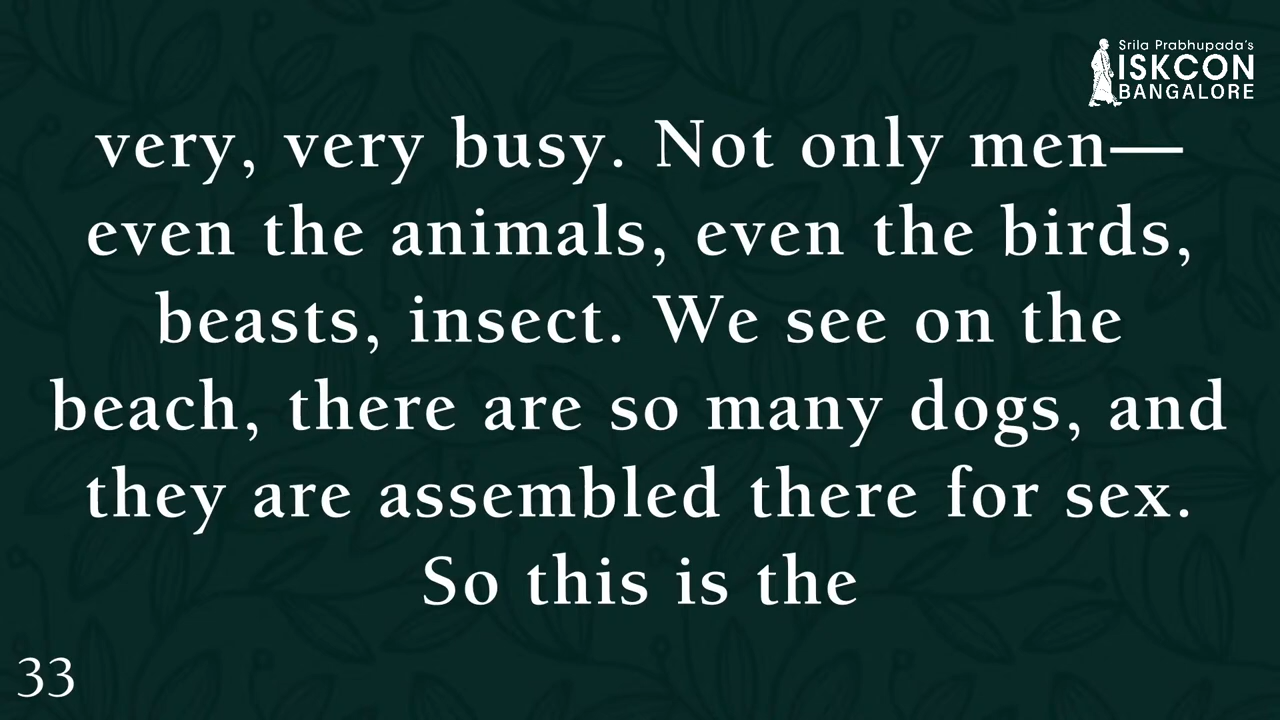 Srila Prabhupada's
ISKCON
BANGALORE
very, very busy. Not only men—
even the animals, even the birds,
beasts, insect. We see on the
beach, there are so many dogs, and
they are assembled there for sex.
So this is the
33